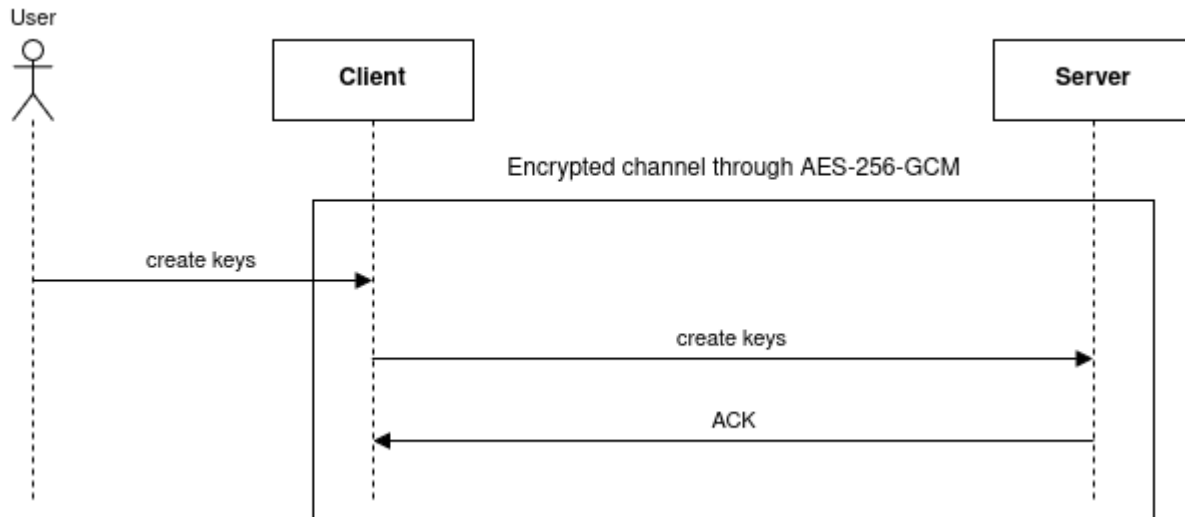 User
Client
Server
Encrypted channel through AES-256-GCM
create keys
create keys
ACK